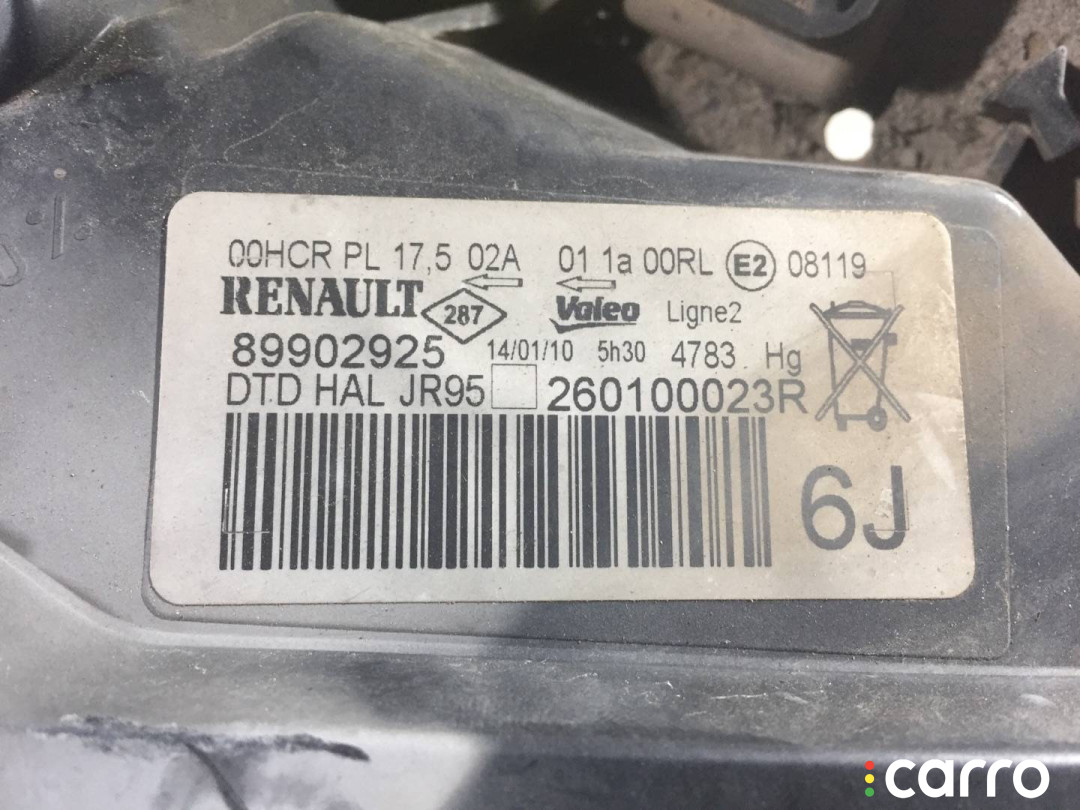 00HCR PL 17,5 02A 01 1a 00RL E2 08119
RENAULT 287 Valeo Ligne2
89902925 14/01/10 5h30 4783 Hg
DTD HAL JR95 260100023R
6J
carro